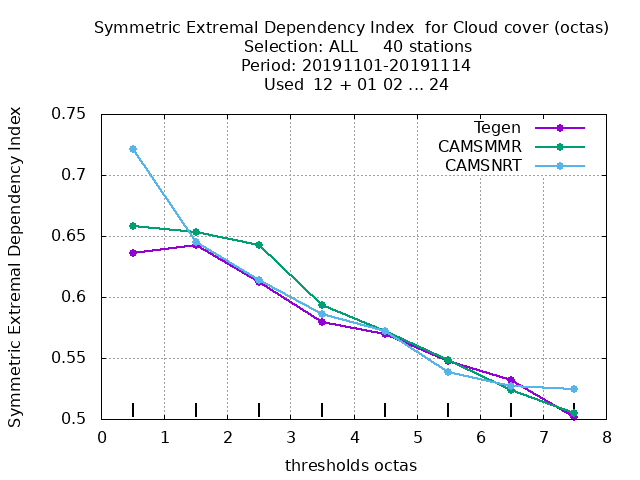 Symmetric Extremal Dependency Index  for Cloud cover (octas)
Selection: ALL     40 stations
Period: 20191101-20191114
Used  12 + 01 02 ... 24
Symmetric Extremal Dependency Index
0.75
0.7
0.65
0.6
0.55
0.5
Tegen
CAMSMMR
CAMSNRT
0 1 2 3 4 5 6 7 8
thresholds octas